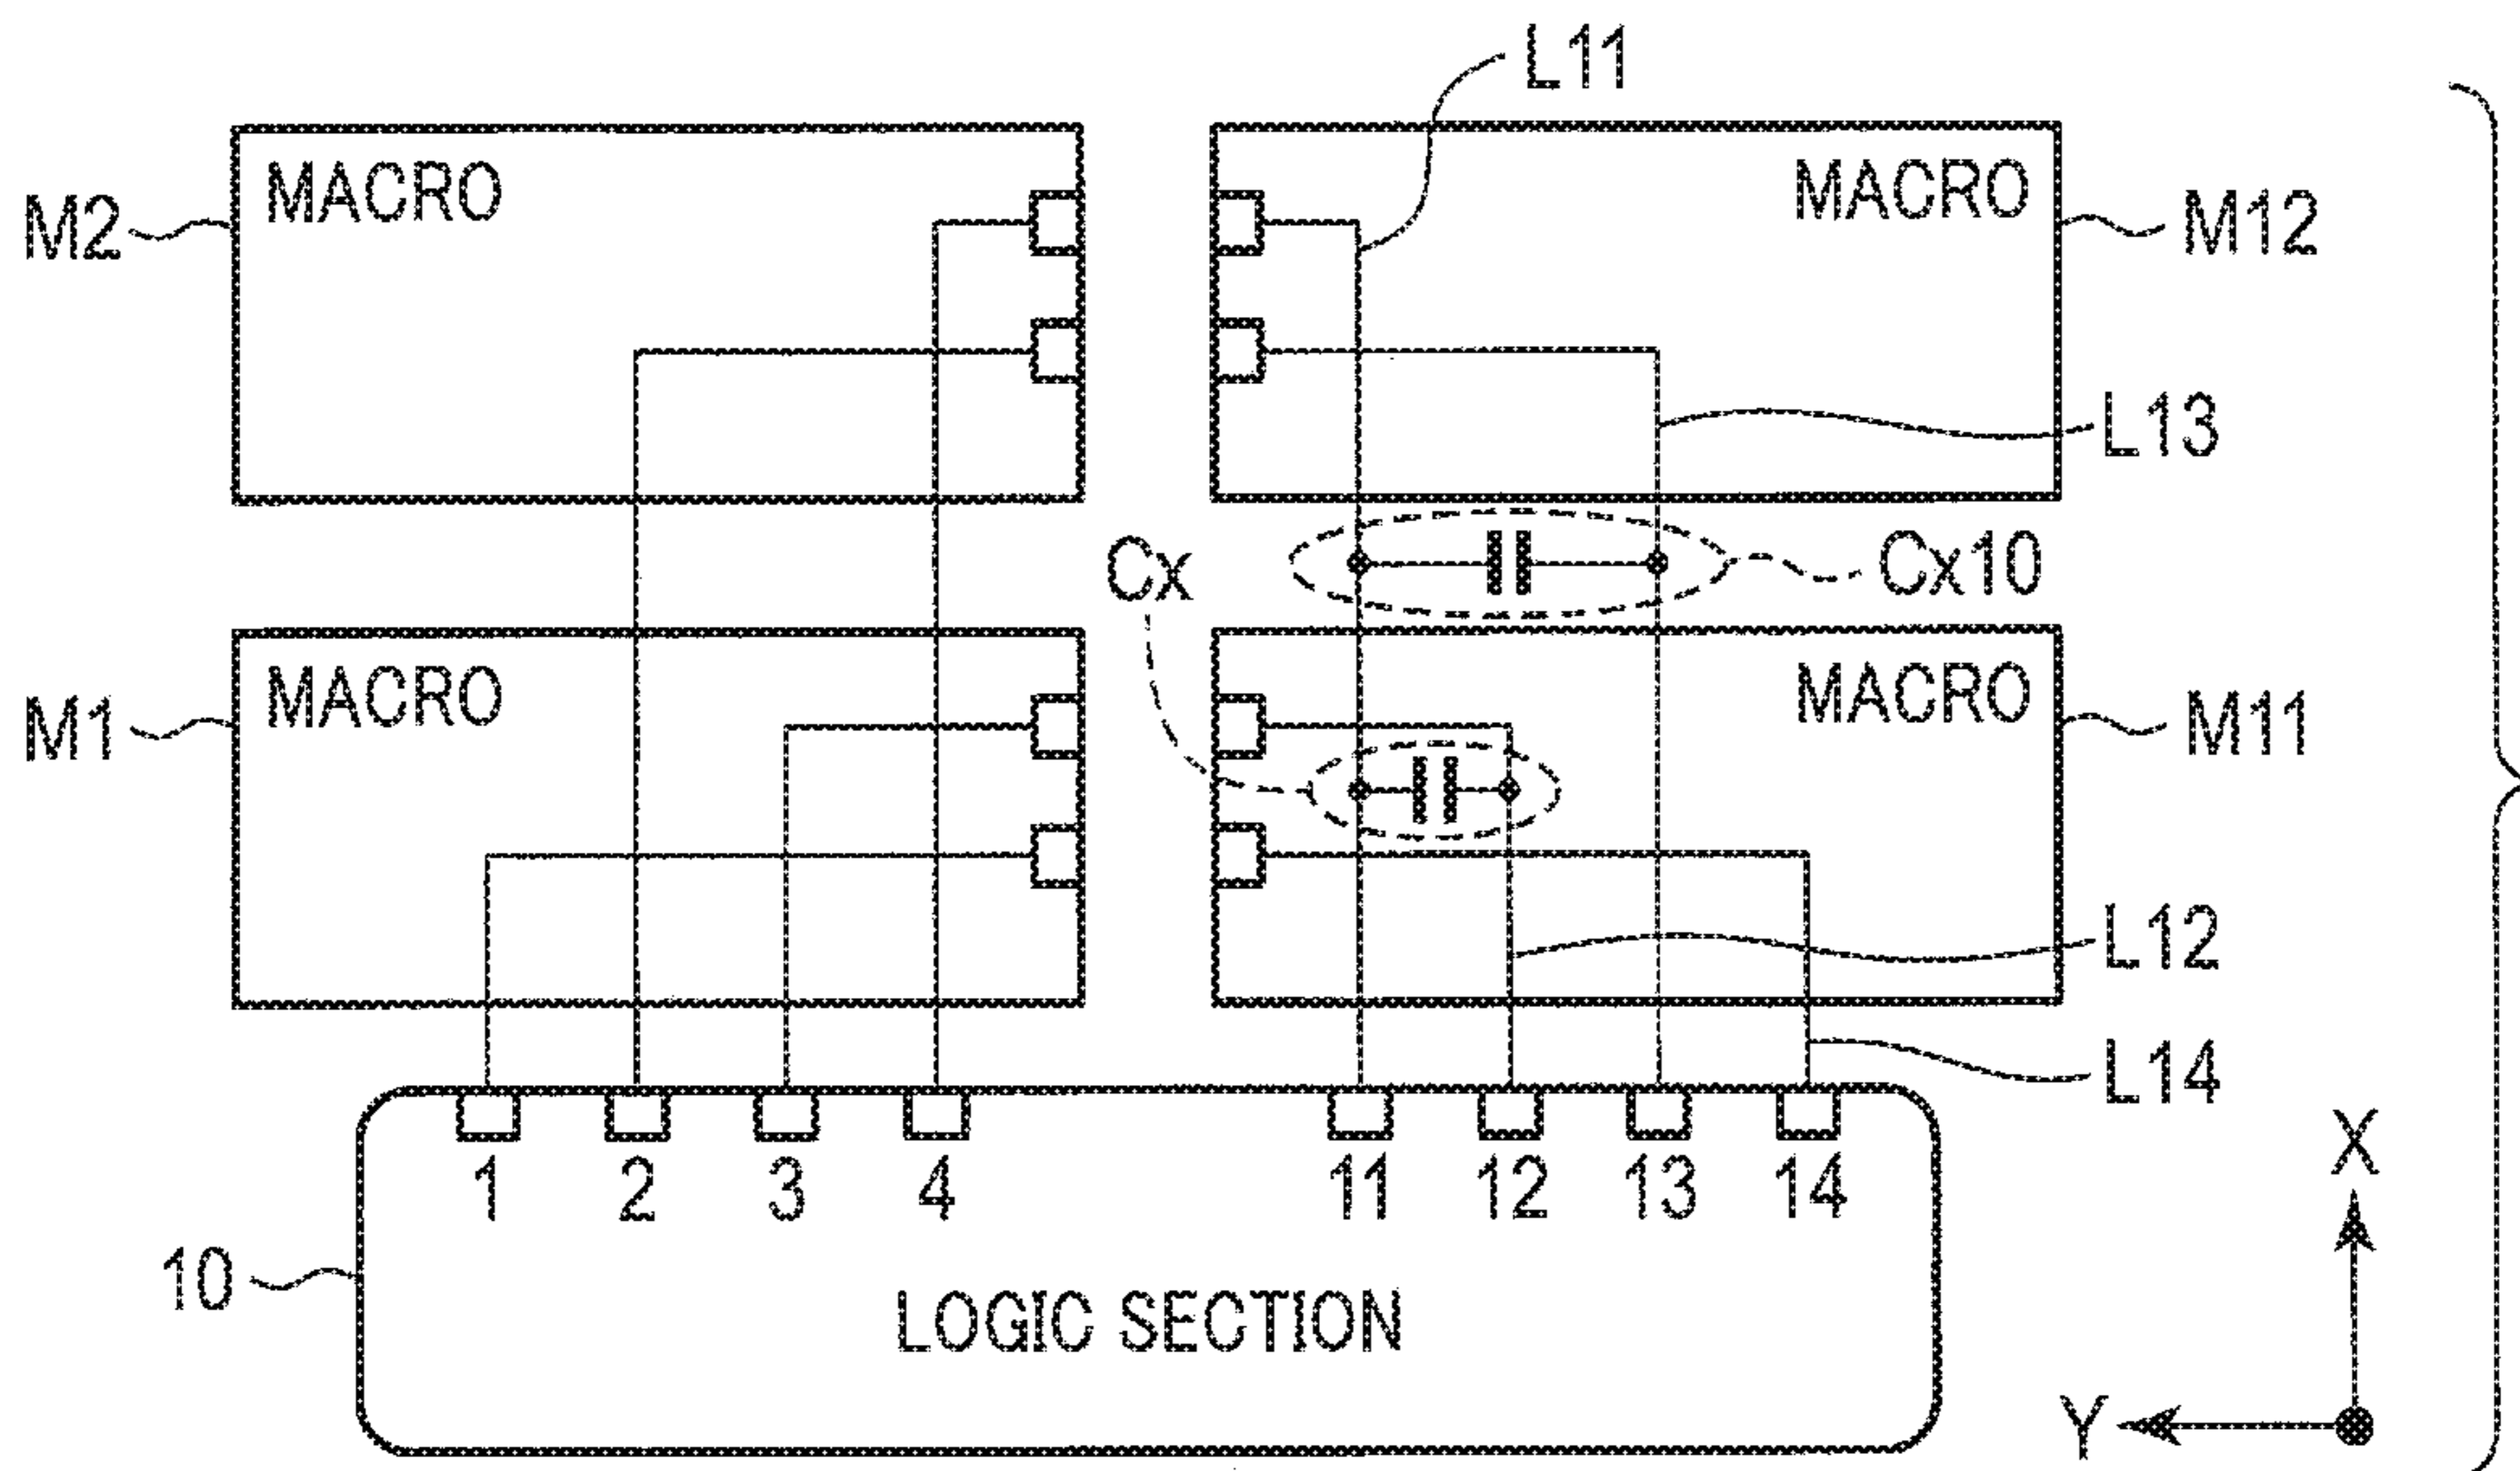 L11
MACRO
MACRO
M2
M12
L13
Cx
Cx10
MACRO
MACRO
M1
M11
L12
L14
1 2 3 4 11 12 13 14
X
10
LOGIC SECTION
Y